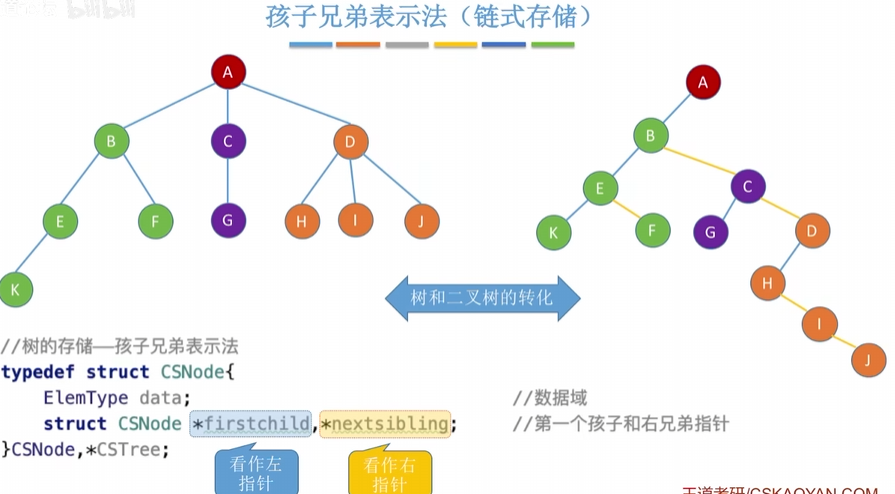 bilibili
孩子兄弟表示法（链式存储）
A
B
C
D
E
F
G
H
I
J
K
A
B
E
C
K
F
G
D
H
I
J
树和二叉树的转化
//树的存储——孩子兄弟表示法
typedef struct CSNode{
ElemType data; //数据域
struct CSNode *firstchild,*nextsibling; //第一个孩子和右兄弟指针
}CSNode,*CSTree;
看作左
指针
看作右
指针
王道考研/CSKAOYAN.COM